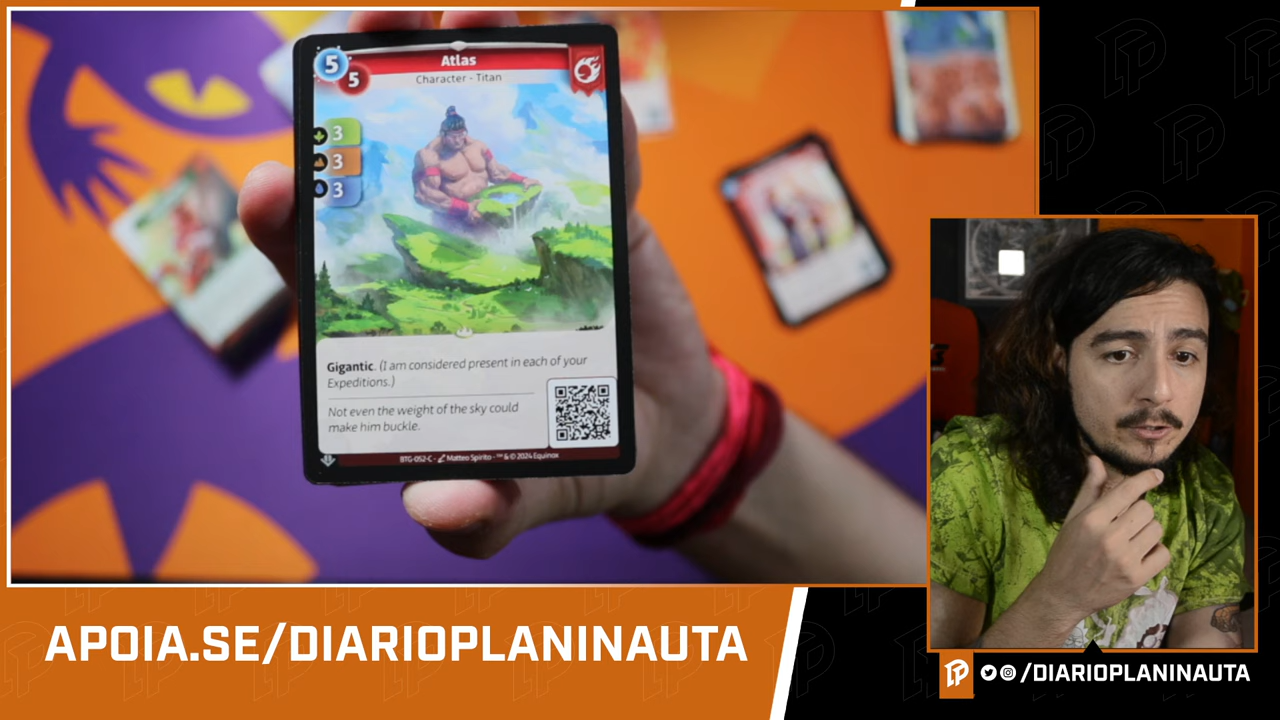 5
5
Atlas
Character - Titan
3
3
3
Gigantic. (I am considered present in each of your
Expeditions.)
Not even the weight of the sky could
make him buckle.
BTG-052-C - Matteo Spirito - ™ & © 2024 Equinox
APOIA.SE/DIARIOPLANINAUTA
/DIARIOPLANINAUTA